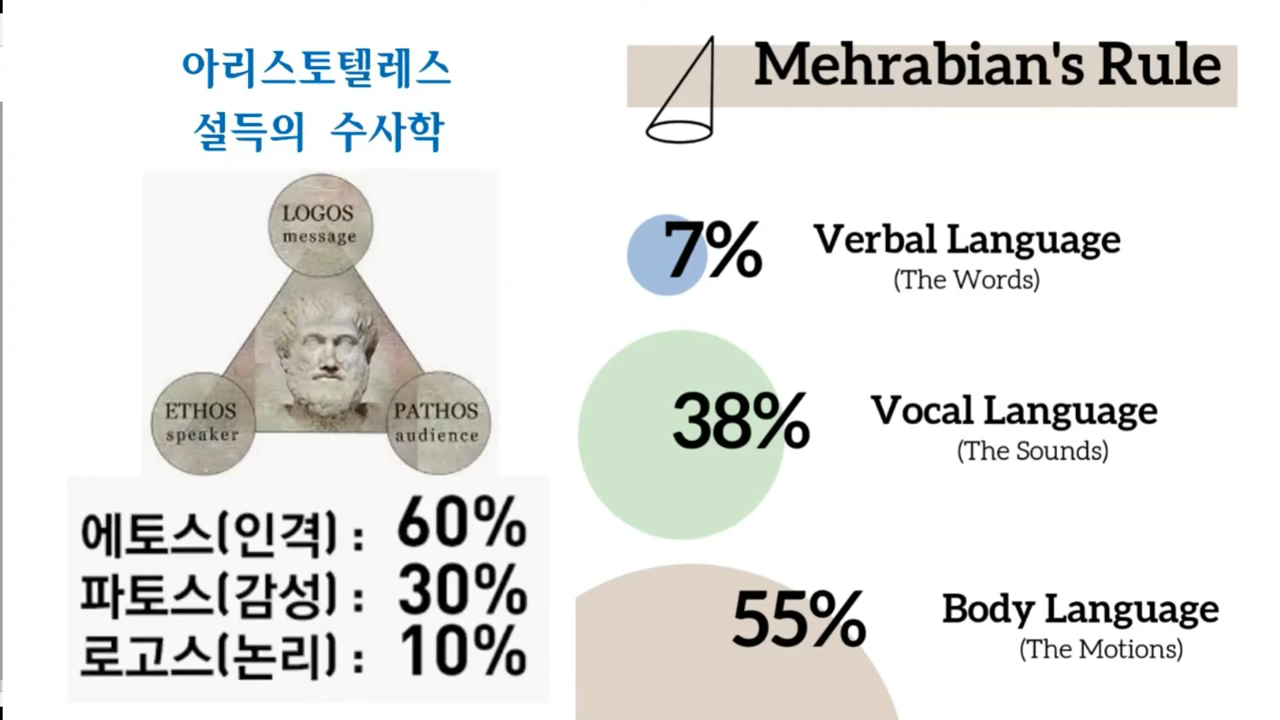 아리스토텔레스
설득의 수사학
LOGOS
message
ETHOS
speaker
PATHOS
audience
에토스(인격) : 60%
파토스(감성) : 30%
로고스(논리) : 10%
Mehrabian's Rule
7% Verbal Language
(The Words)
38% Vocal Language
(The Sounds)
55% Body Language
(The Motions)